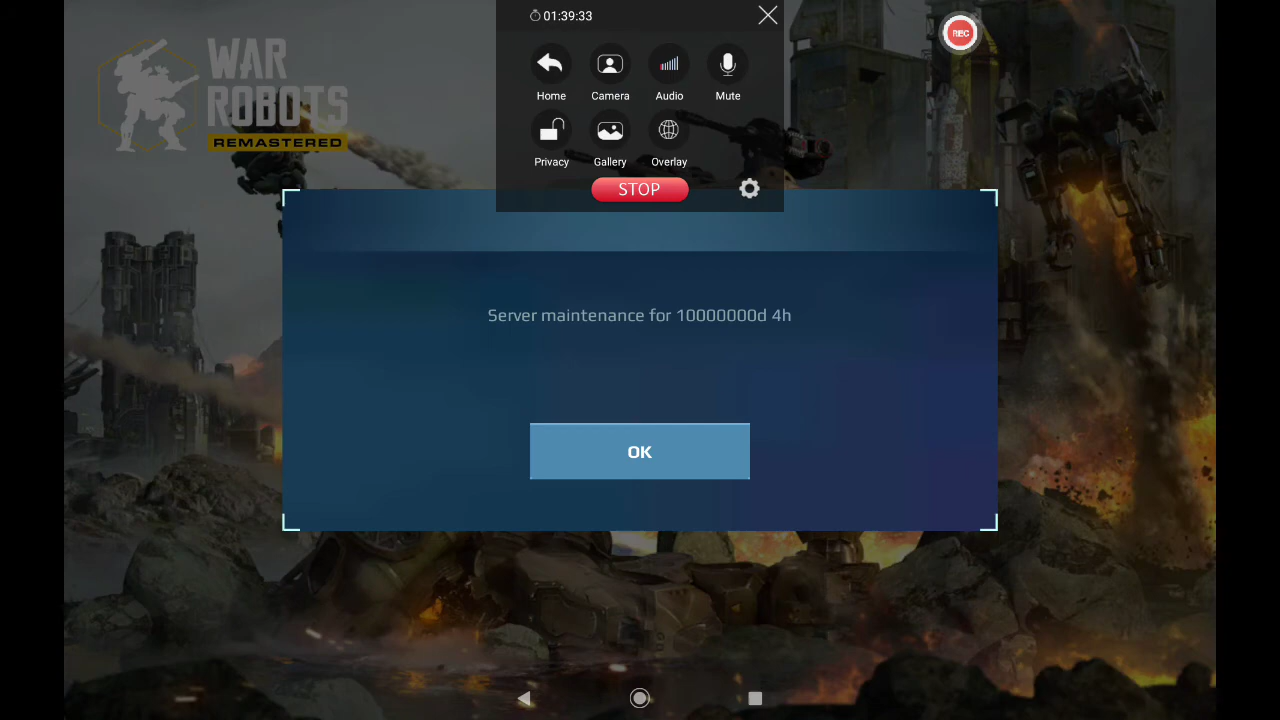 01:39:33
REC
WAR
ROBOTS
REMASTERED
Home Camera Audio Mute
Privacy Gallery Overlay
STOP
Server maintenance for 10000000d 4h
OK